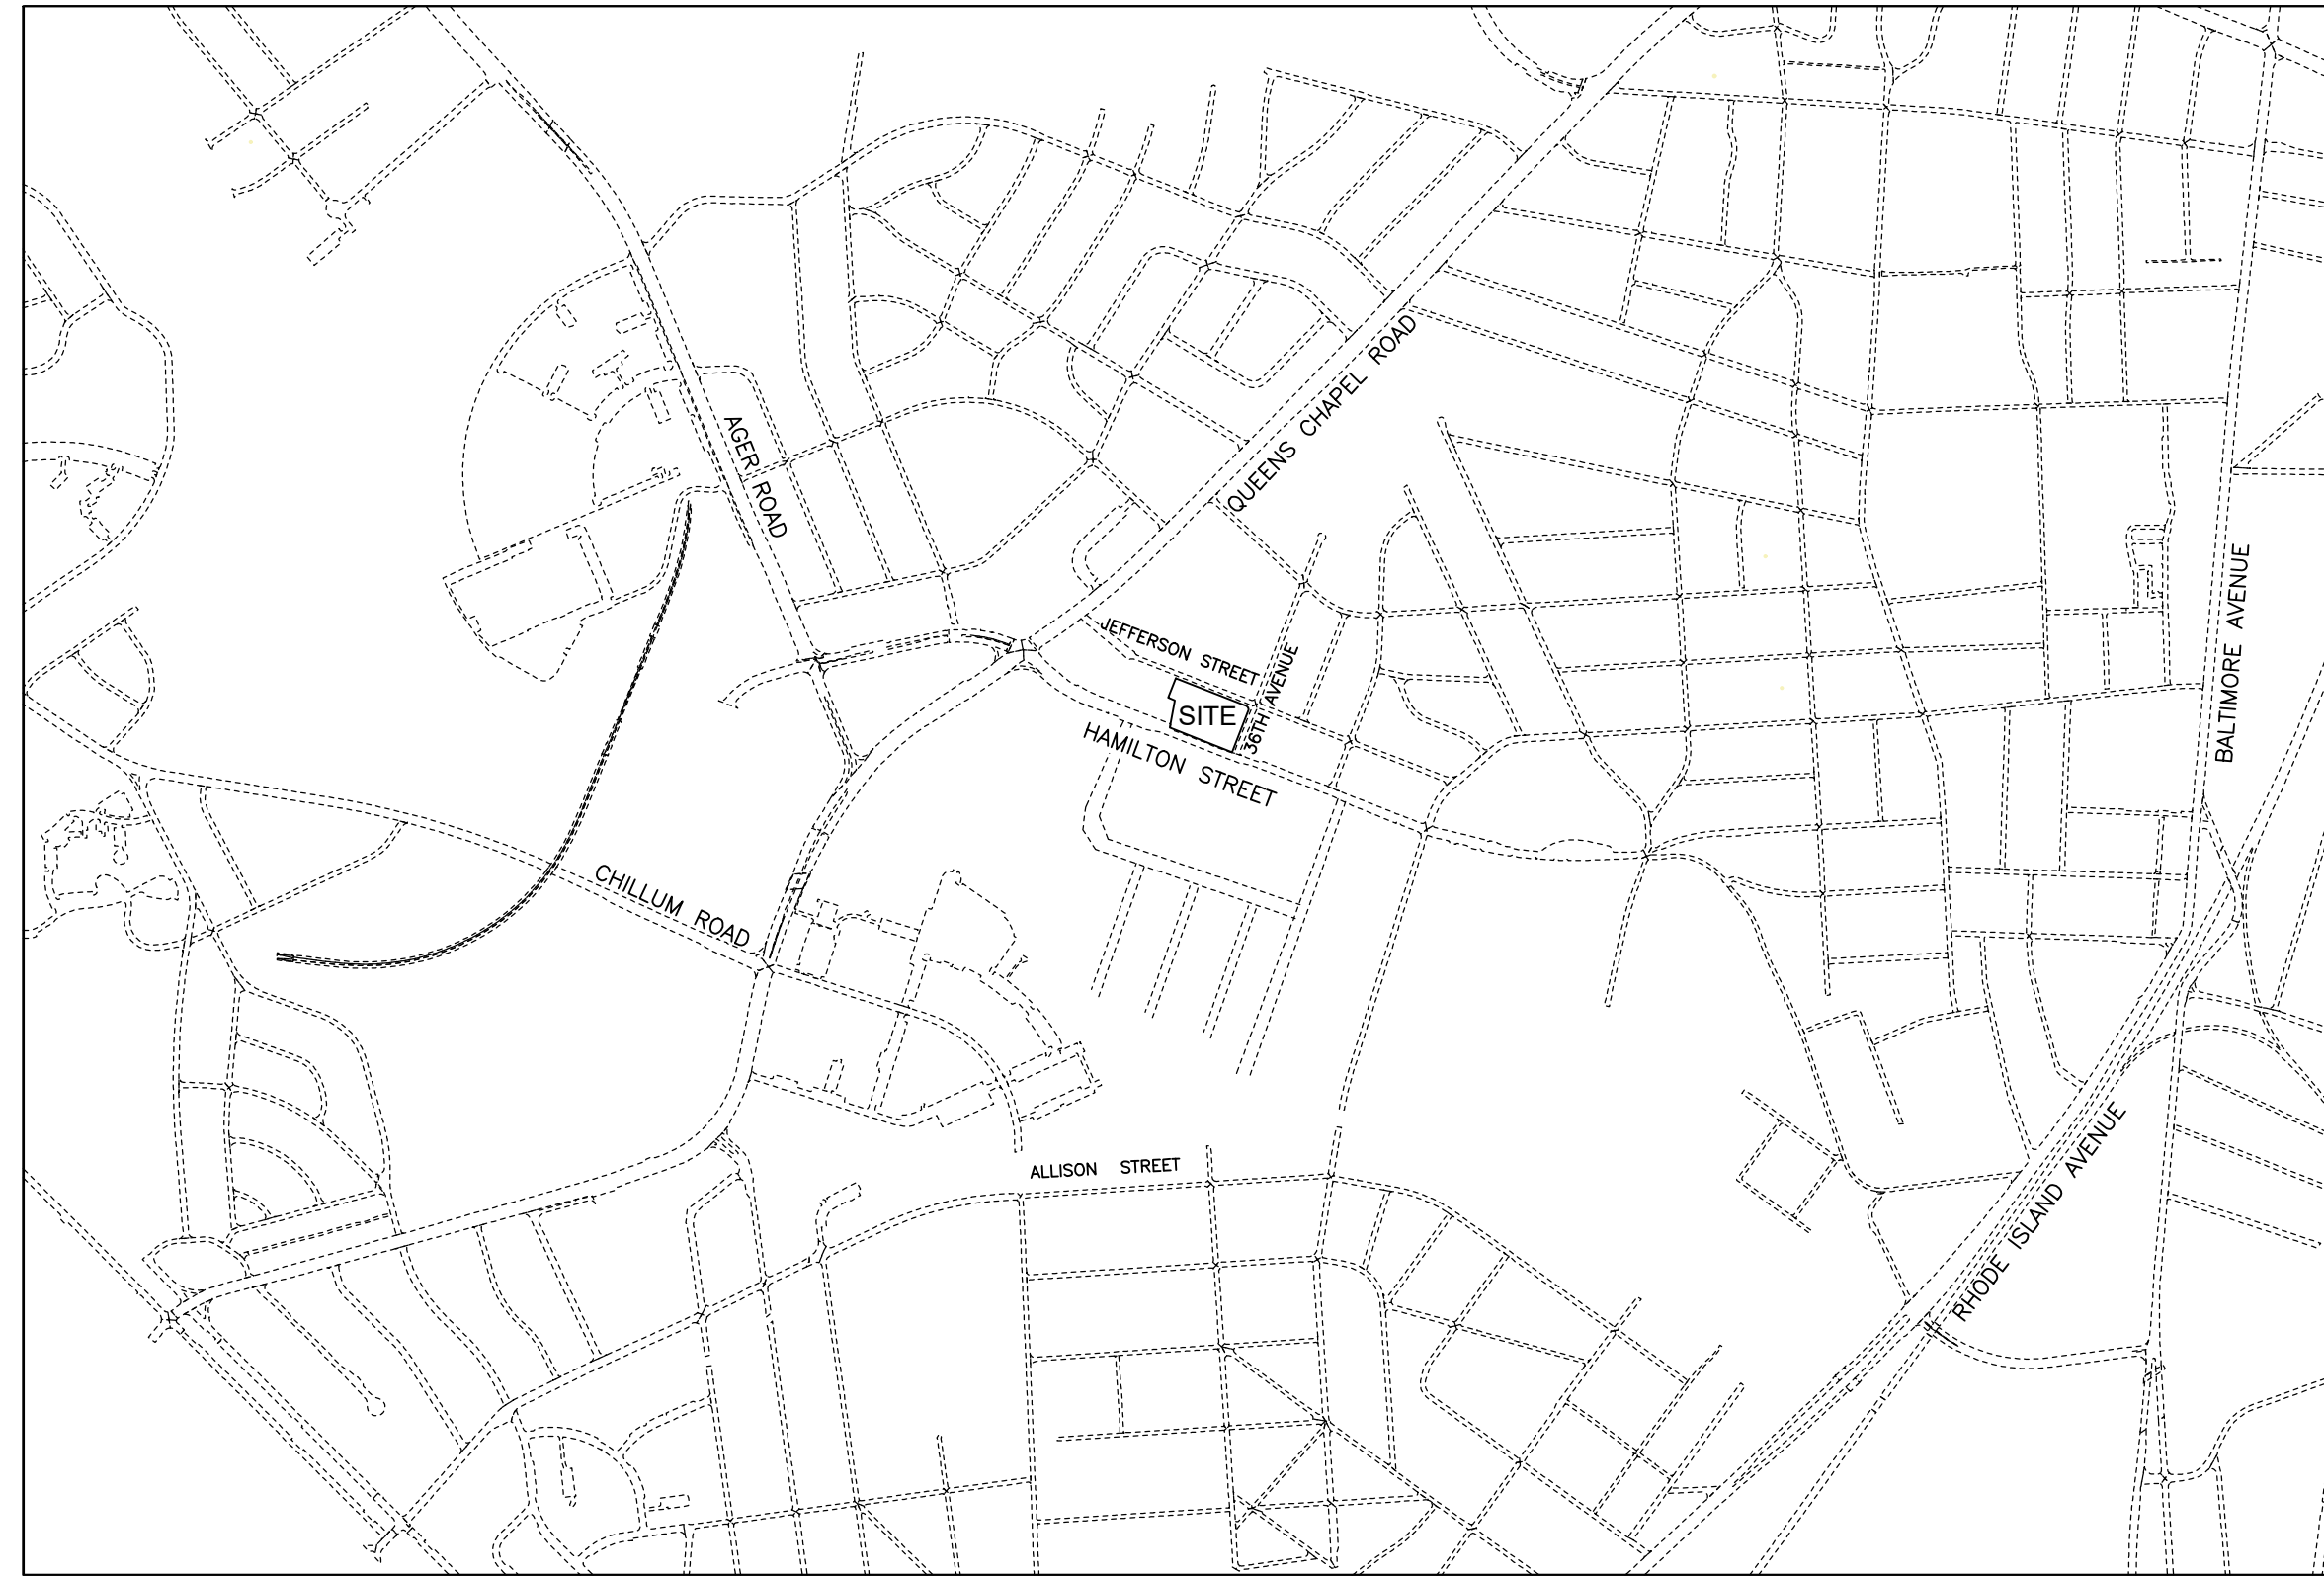 QUEENS CHAPEL ROAD
AGER ROAD
BALTIMORE AVENUE
JEFFERSON STREET
36TH AVENUE
SITE
HAMILTON STREET
CHILLUM ROAD
ALLISON STREET
RHODE ISLAND AVENUE